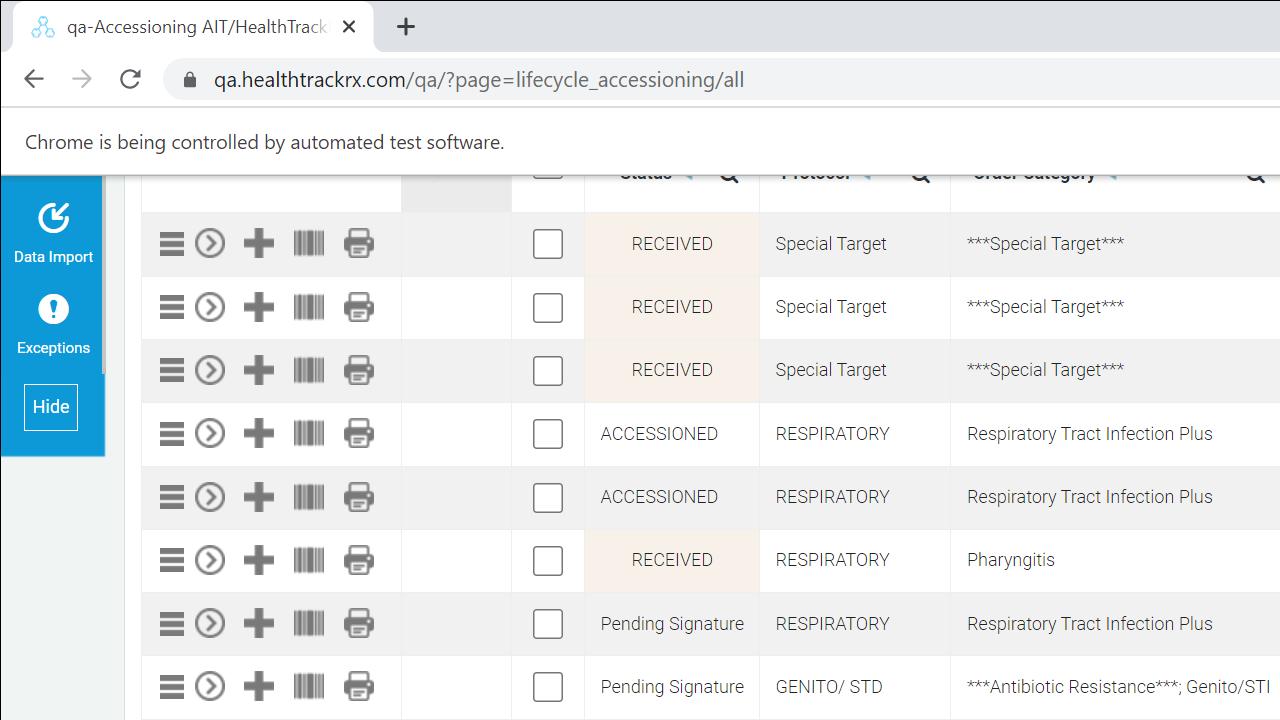 qa-Accessioning AIT/HealthTrack
qa.healthtrackrx.com/qa/?page=lifecycle_accessioning/all
Chrome is being controlled by automated test software.
Status Protocol Order Category
Data Import
Exceptions
Hide
RECEIVED Special Target ***Special Target***
RECEIVED Special Target ***Special Target***
RECEIVED Special Target ***Special Target***
ACCESSIONED RESPIRATORY Respiratory Tract Infection Plus
ACCESSIONED RESPIRATORY Respiratory Tract Infection Plus
RECEIVED RESPIRATORY Pharyngitis
Pending Signature RESPIRATORY Respiratory Tract Infection Plus
Pending Signature GENITO/ STD ***Antibiotic Resistance***; Genito/STI